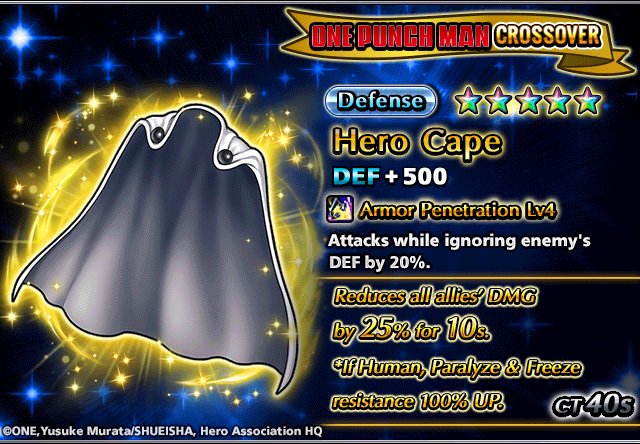 ONE PUNCH MAN CROSSOVER
Defense
Hero Cape
DEF + 500
Armor Penetration Lv4
Attacks while ignoring enemy's
DEF by 20%.
Reduces all allies' DMG
by 25% for 10s.
*If Human, Paralyze & Freeze
resistance 100% UP.
CT40s
©ONE,Yusuke Murata/SHUEISHA, Hero Association HQ